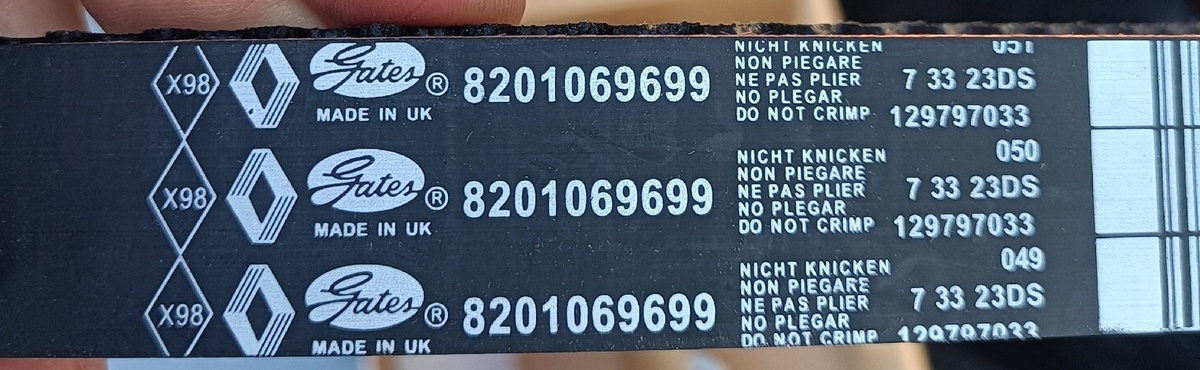 X98 Gates ® 8201069699
MADE IN UK
NICHT KNICKEN
NON PIEGARE
NE PAS PLIER
NO PLEGAR
DO NOT CRIMP
051
7 33 23DS
129797033
X98 Gates ® 8201069699
MADE IN UK
NICHT KNICKEN
NON PIEGARE
NE PAS PLIER
NO PLEGAR
DO NOT CRIMP
050
7 33 23DS
129797033
X98 Gates ® 8201069699
MADE IN UK
NICHT KNICKEN
NON PIEGARE
NE PAS PLIER
NO PLEGAR
DO NOT CRIMP
049
7 33 23DS
129797033